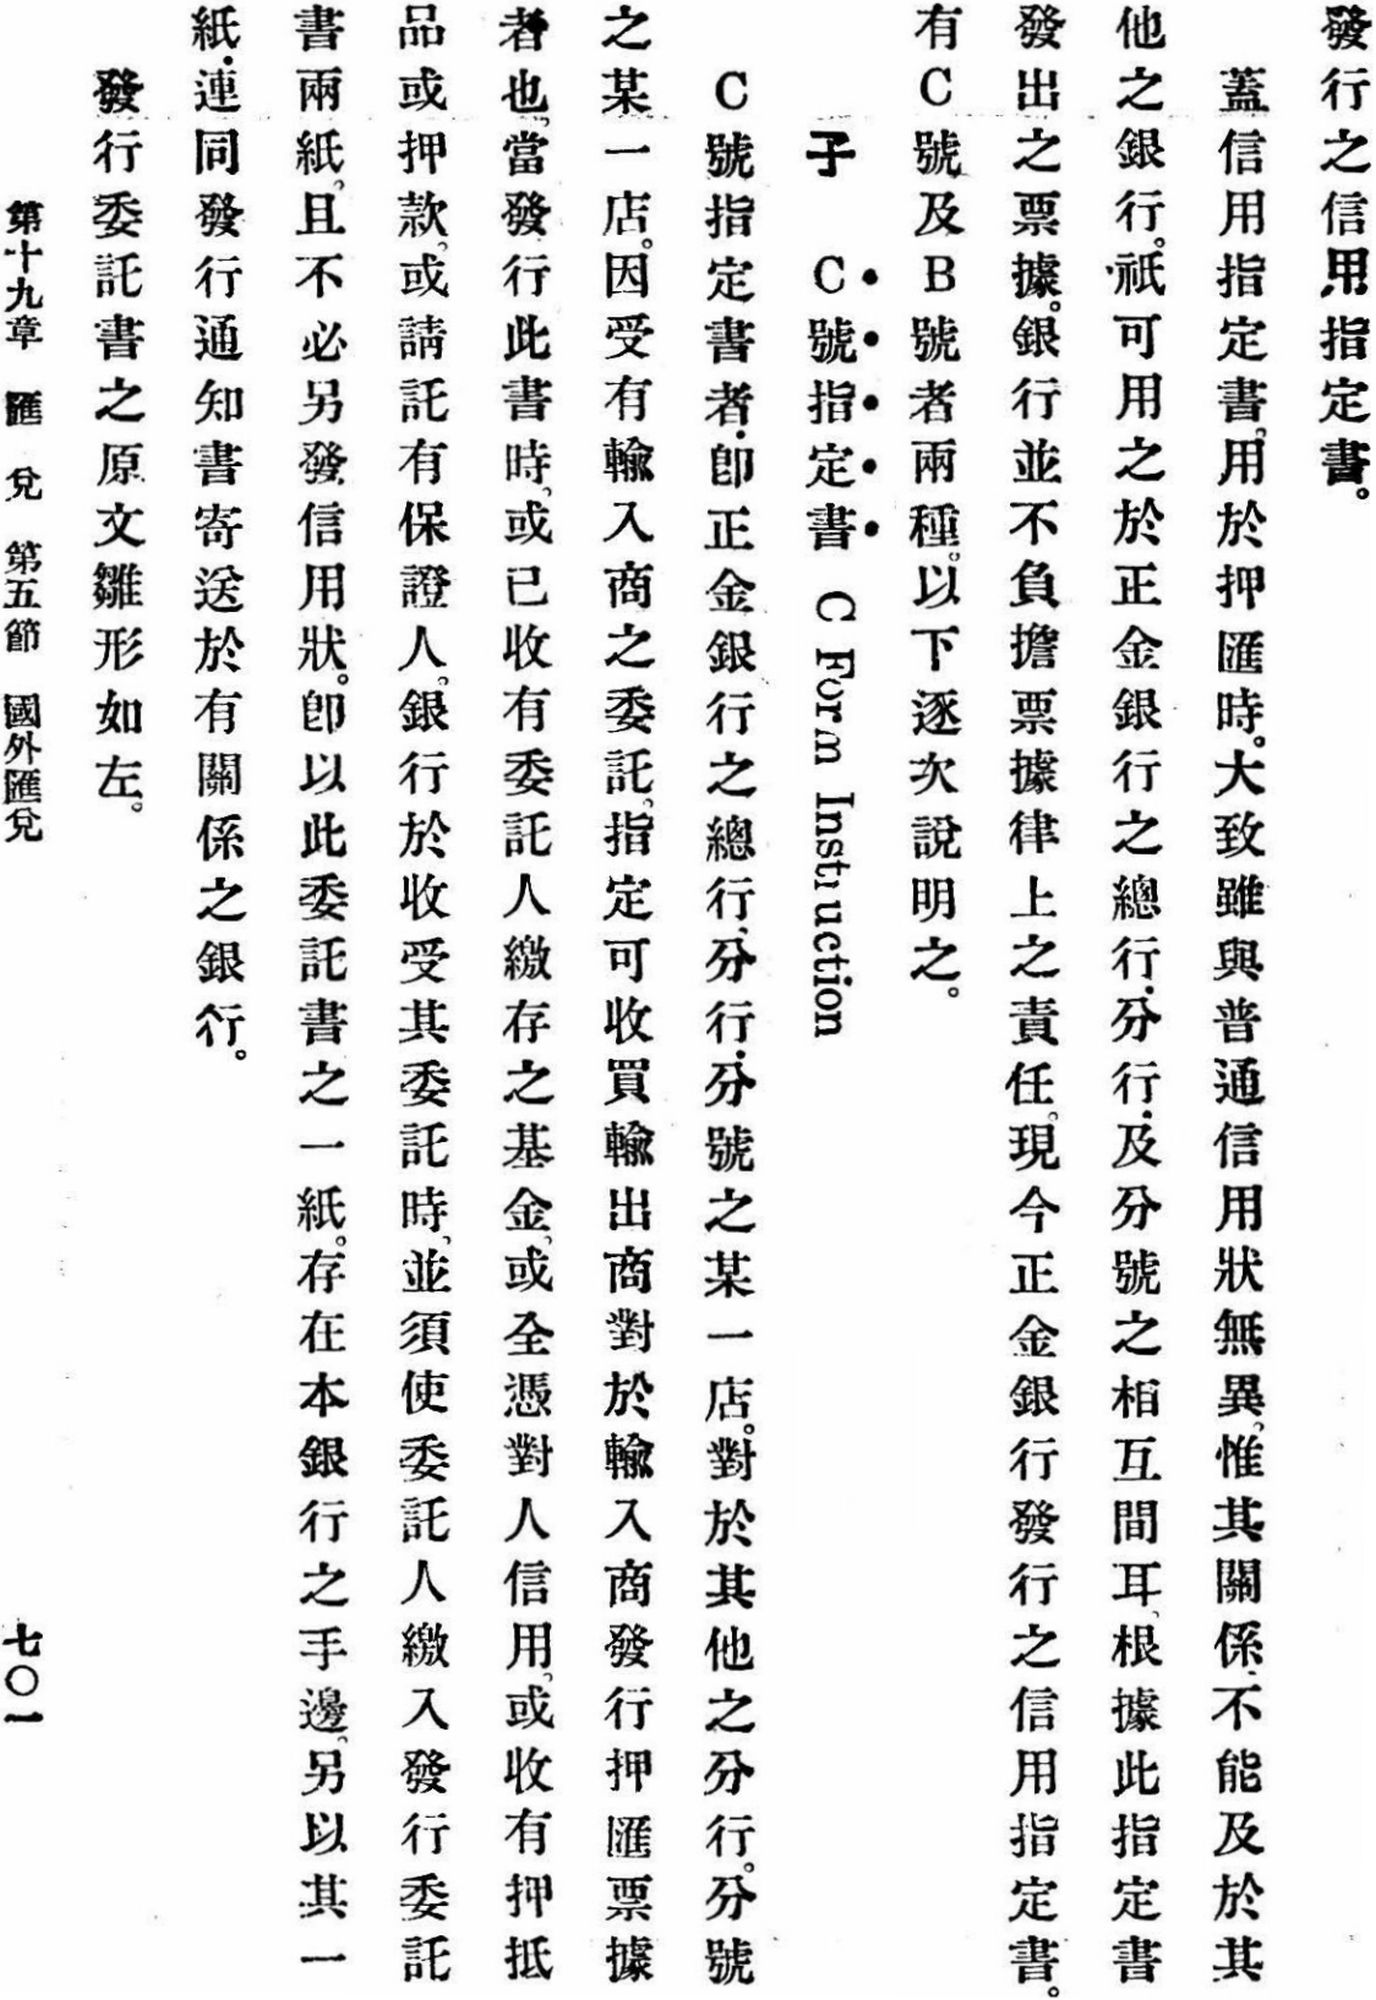 發行之信用指定書。
蓋信用指定書、用於押匯時。大致雖與普通信用狀無異。惟其關係、不能及於其
他之銀行。祇可用之於正金銀行之總行、分行、及分號之相互間耳、根據此指定書
發出之票據。銀行並不負擔票據律上之責任。現今正金銀行發行之信用指定書。
有C號及B號者兩種。以下逐次說明之。
子 C號指定書 C Form Instruction
C號指定書者、卽正金銀行之總行、分行、分號之某一店。對於其他之分行。分號
之某一店。因受有輸入商之委託。指定可收買輸出商對於輸入商發行押匯票據
者也、當發行此書時、或已收有委託人繳存之基金、或全憑對人信用、或收有押抵
品或押款、或請託有保證人。銀行於收受其委託時、並須使委託人繳入發行委託
書兩紙、且不必另發信用狀。卽以此委託書之一紙。存在本銀行之手邊、另以其一
紙、連同發行通知書寄送於有關係之銀行。
發行委託書之原文雛形如左。
第十九章 匯兌 第五節 國外匯兌 七〇一